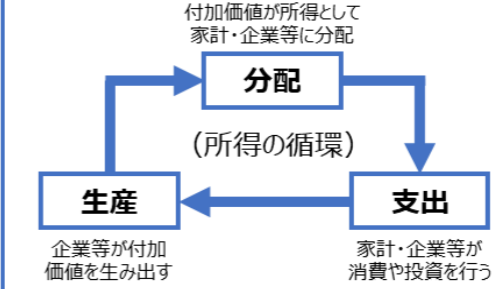 付加価値が所得として
家計・企業等に分配
分配
（所得の循環）
生産
支出
企業等が付加
価値を生み出す
家計・企業等が
消費や投資を行う